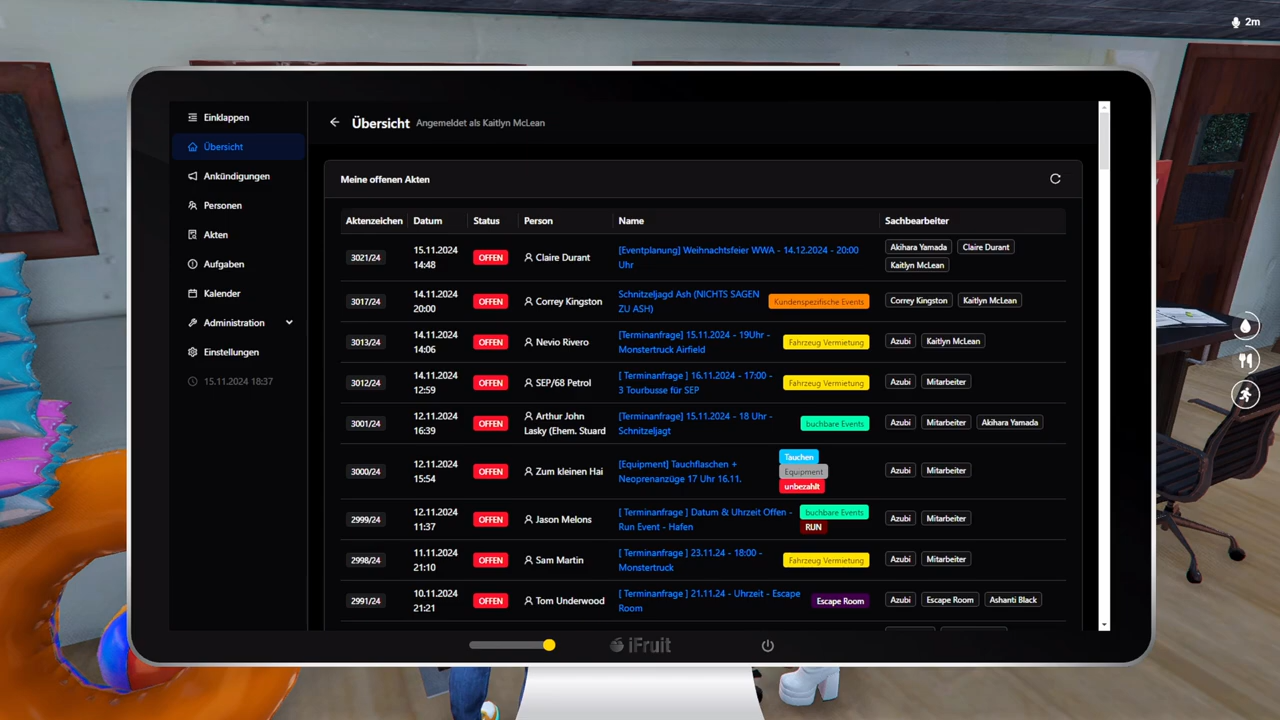 2m
Einklappen
Übersicht
Ankündigungen
Personen
Akten
Aufgaben
Kalender
Administration
Einstellungen
15.11.2024 18:37
Übersicht Angemeldet als Kaitlyn McLean
Meine offenen Akten
Aktenzeichen Datum Status Person Name Sachbearbeiter
3021/24 15.11.2024 14:48 OFFEN Claire Durant [Eventplanung] Weihnachtsfeier WWA - 14.12.2024 - 20:00 Uhr Akihara Yamada Claire Durant Kaitlyn McLean
3017/24 14.11.2024 20:00 OFFEN Correy Kingston Schnitzeljagd Ash (NICHTS SAGEN ZU ASH) Kundenspezifische Events Correy Kingston Kaitlyn McLean
3013/24 14.11.2024 14:06 OFFEN Nevio Rivero [Terminanfrage] 15.11.2024 - 19Uhr - Monstertruck Airfield Fahrzeug Vermietung Azubi Kaitlyn McLean
3012/24 14.11.2024 12:59 OFFEN SEP/68 Petrol [ Terminanfrage ] 16.11.2024 - 17:00 - 3 Tourbusse für SEP Fahrzeug Vermietung Azubi Mitarbeiter
3001/24 12.11.2024 16:39 OFFEN Arthur John Lasky (Ehem. Stuard [Terminanfrage] 15.11.2024 - 18 Uhr - Schnitzeljagt buchbare Events Azubi Mitarbeiter Akihara Yamada
3000/24 12.11.2024 15:54 OFFEN Zum kleinen Hai [Equipment] Tauchflaschen + Neoprenanzüge 17 Uhr 16.11. Tauchen Equipment unbezahlt Azubi Mitarbeiter
2999/24 12.11.2024 11:37 OFFEN Jason Melons [ Terminanfrage ] Datum & Uhrzeit Offen - Run Event - Hafen buchbare Events RUN Azubi Mitarbeiter
2998/24 11.11.2024 21:10 OFFEN Sam Martin [ Terminanfrage ] 23.11.24 - 18:00 - Monstertruck Fahrzeug Vermietung Azubi Mitarbeiter
2991/24 10.11.2024 21:21 OFFEN Tom Underwood [ Terminanfrage ] 21.11.24 - Uhrzeit - Escape Room Escape Room Azubi Escape Room Ashanti Black
iFruit